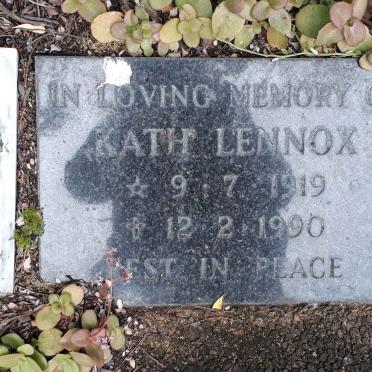 IN LOVING MEMORY O
KATH LENNOX
☆ 9 · 7 · 1919
✝ 12 · 2 · 1990
REST IN PEACE